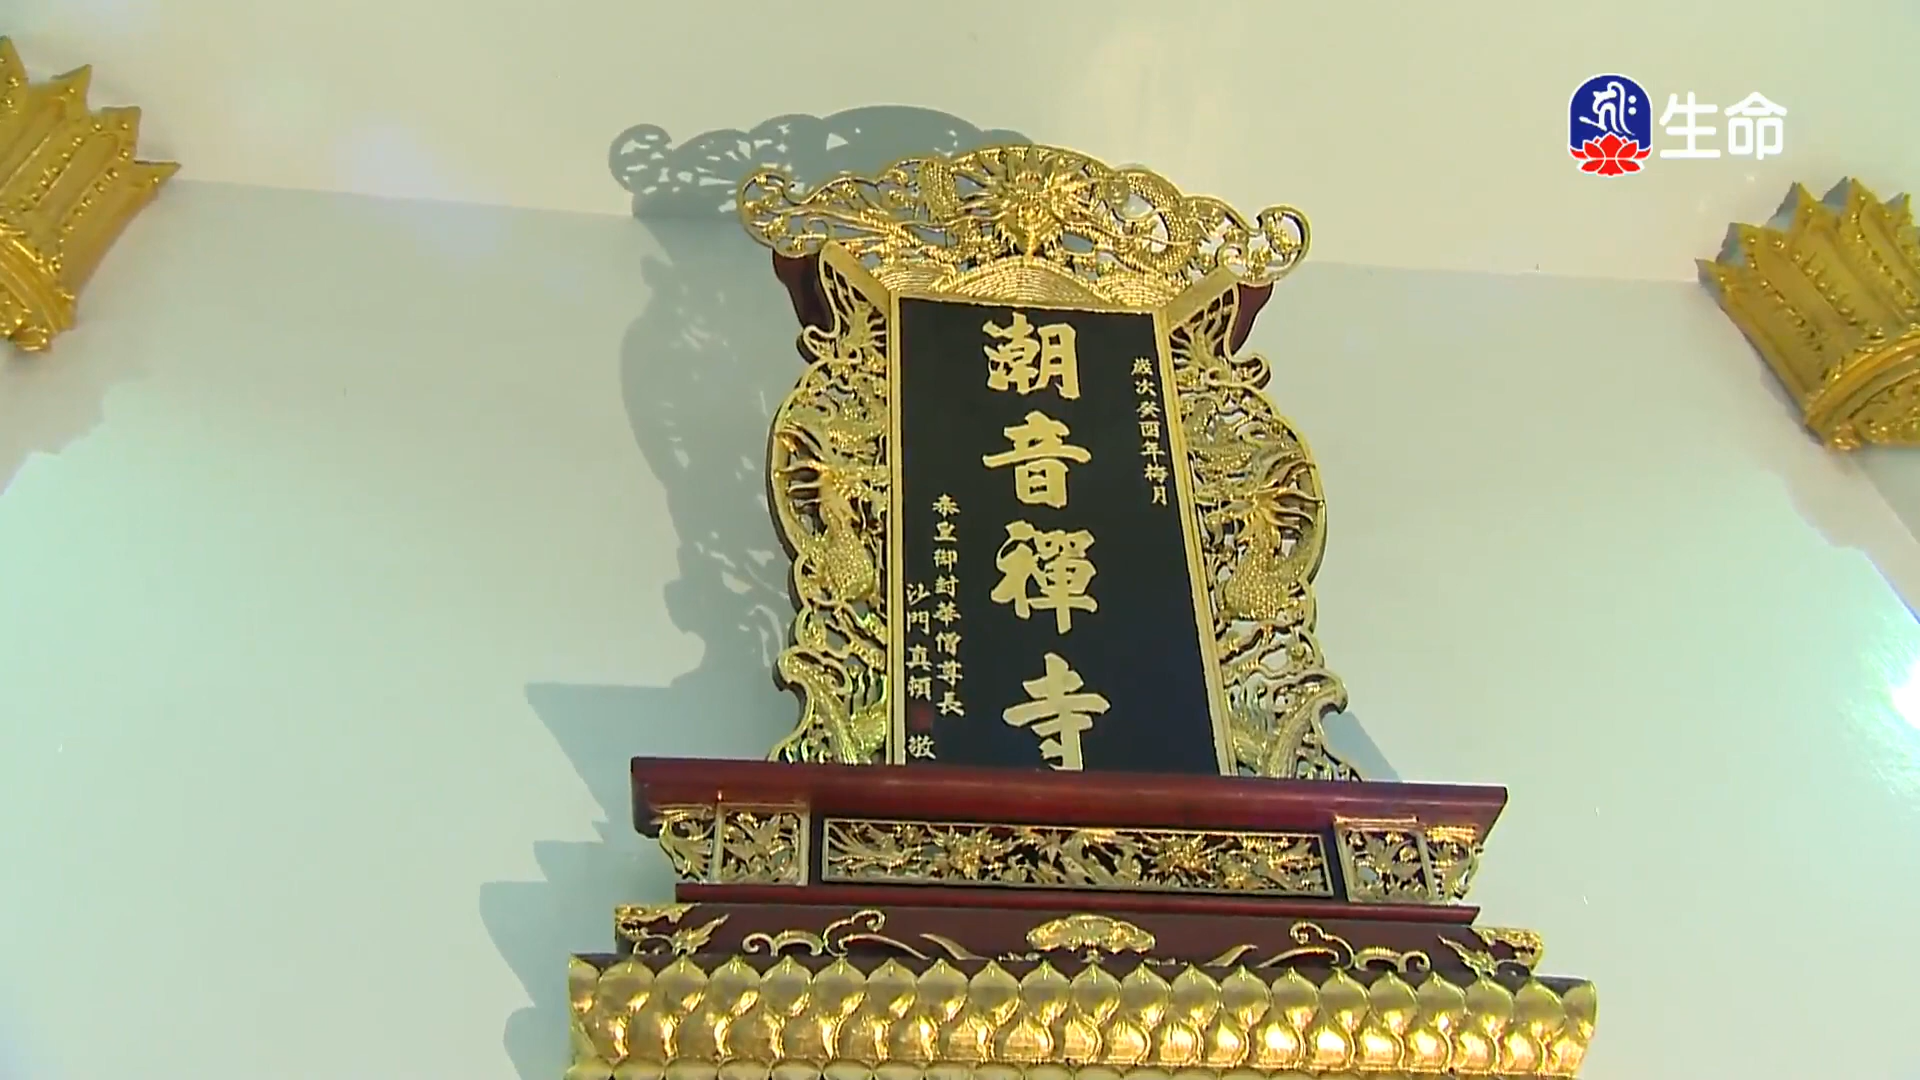 生命
歲次癸酉年梅月
潮音禪寺
泰皇御封華僧尊長
沙門真頓 敬